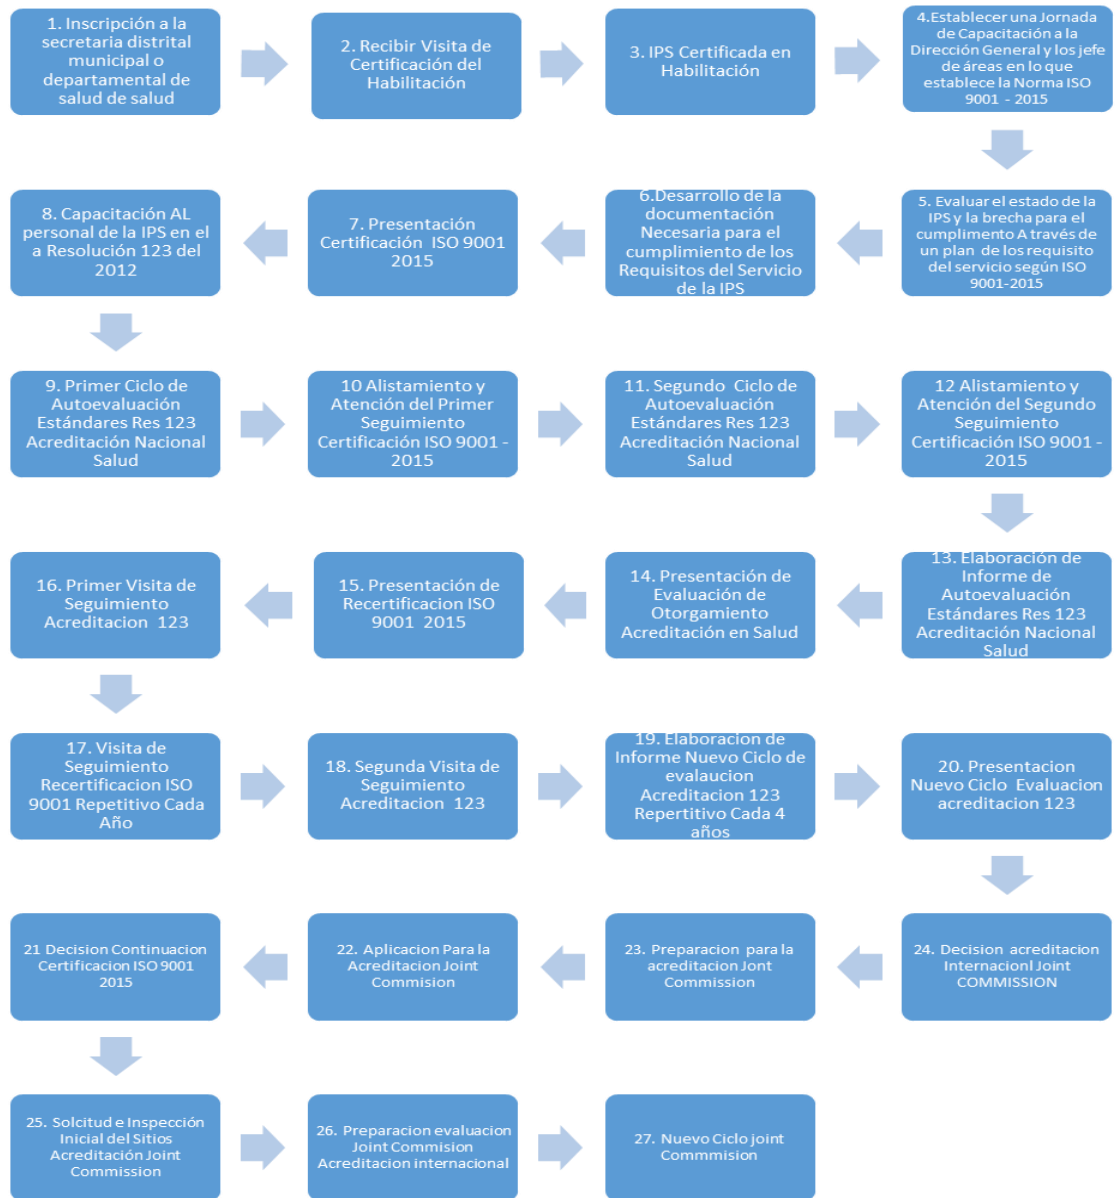 1. Inscripción a la
secretaria distrital
municipal o
departamental de
salud de salud
2. Recibir Visita de
Certificación del
Habilitación
3. IPS Certificada en
Habilitación
4.Establecer una Jornada
de Capacitación a la
Dirección General y los jefe
de áreas en lo que
establece la Norma ISO
9001 - 2015
5. Evaluar el estado de la
IPS y la brecha para el
cumplimento A través de
un plan de los requisito
del servicio según ISO
9001-2015
6.Desarrollo de la
documentación
Necesaria para el
cumplimiento de los
Requisitos del Servicio
de la IPS
7. Presentación
Certificación ISO 9001
2015
8. Capacitación AL
personal de la IPS en el
a Resolución 123 del
2012
9. Primer Ciclo de
Autoevaluación
Estándares Res 123
Acreditación Nacional
Salud
10 Alistamiento y
Atención del Primer
Seguimiento
Certificación ISO 9001 -
2015
11. Segundo Ciclo de
Autoevaluación
Estándares Res 123
Acreditación Nacional
Salud
12 Alistamiento y
Atención del Segundo
Seguimiento
Certificación ISO 9001 -
2015
13. Elaboración de
Informe de
Autoevaluación
Estándares Res 123
Acreditación Nacional
Salud
14. Presentación de
Evaluación de
Otorgamiento
Acreditación en Salud
15. Presentación de
Recertificacion ISO
9001 2015
16. Primer Visita de
Seguimiento
Acreditacion 123
17. Visita de
Seguimiento
Recertificacion ISO
9001 Repetitivo Cada
Año
18. Segunda Visita de
Seguimiento
Acreditacion 123
19. Elaboracion de
Informe Nuevo Ciclo de
evalaucion
Acreditacion 123
Repertitivo Cada 4
años
20. Presentacion
Nuevo Ciclo Evaluacion
acreditacion 123
24. Decision acreditacion
Internacionl Joint
COMMISSION
23. Preparacion para la
acreditacion Jont
Commission
22. Aplicacion Para la
Acreditacion Joint
Commision
21 Decision Continuacion
Certificacion ISO 9001
2015
25. Solcitud e Inspección
Inicial del Sitios
Acreditación Joint
Commission
26. Preparacion evaluacion
Joint Commision
Acreditacion internacional
27. Nuevo Ciclo joint
Commmision